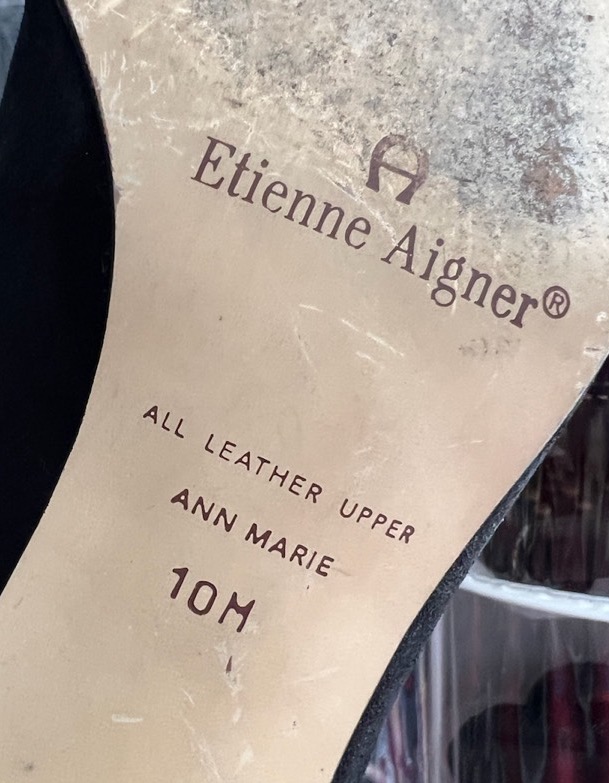 Etienne Aigner®
ALL LEATHER UPPER
ANN MARIE
10M